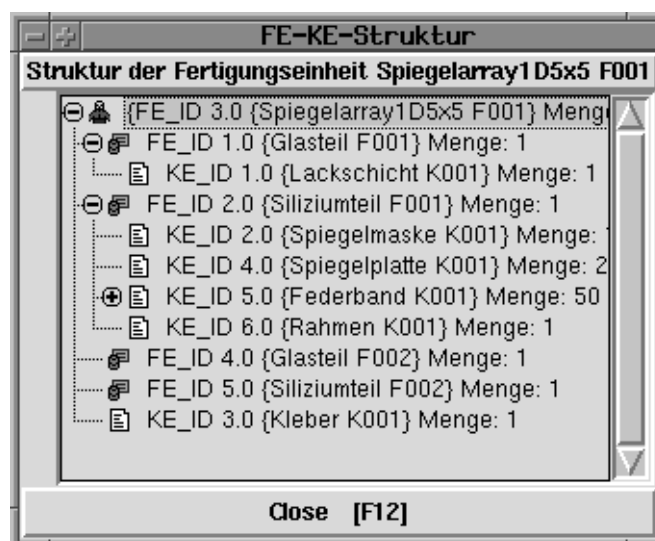 FE-KE-Struktur
Struktur der Fertigungseinheit Spiegelarray1D5x5 F001
{FE_ID 3.0 {Spiegelarray1D5x5 F001} Meng
FE_ID 1.0 {Glasteil F001} Menge: 1
KE_ID 1.0 {Lackschicht K001} Menge: 1
FE_ID 2.0 {Siliziumteil F001} Menge: 1
KE_ID 2.0 {Spiegelmaske K001} Menge: 1
KE_ID 4.0 {Spiegelplatte K001} Menge: 2
KE_ID 5.0 {Federband K001} Menge: 50
KE_ID 6.0 {Rahmen K001} Menge: 1
FE_ID 4.0 {Glasteil F002} Menge: 1
FE_ID 5.0 {Siliziumteil F002} Menge: 1
KE_ID 3.0 {Kleber K001} Menge: 1
Close [F12]